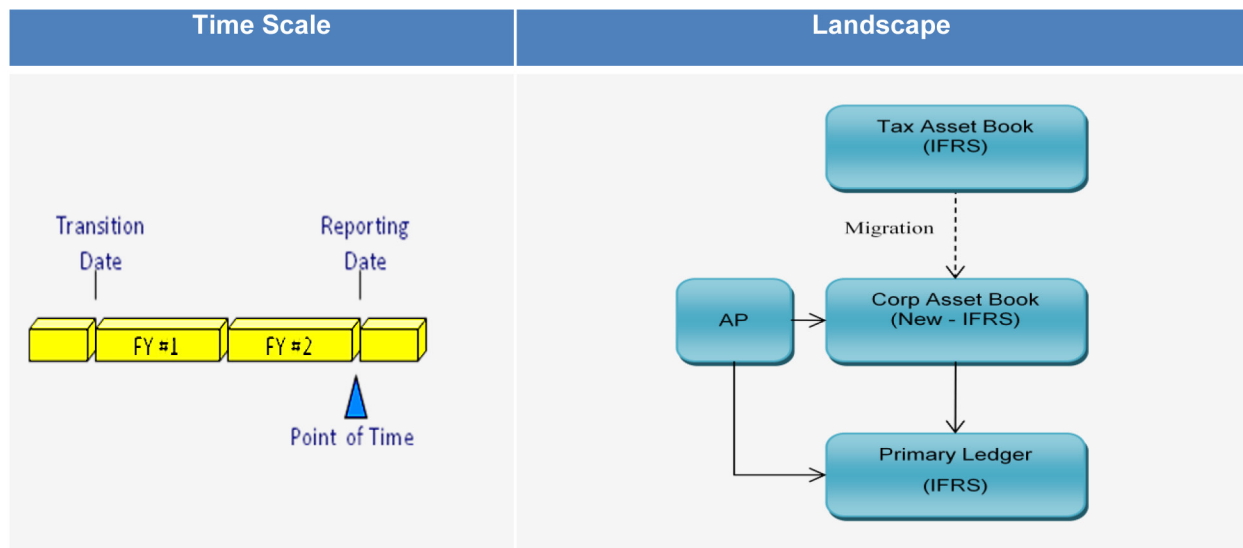 Time Scale
Landscape
Transition
Date
Reporting
Date
FY #1
FY #2
Point of Time
Tax Asset Book
(IFRS)
Migration
AP
Corp Asset Book
(New - IFRS)
Primary Ledger
(IFRS)